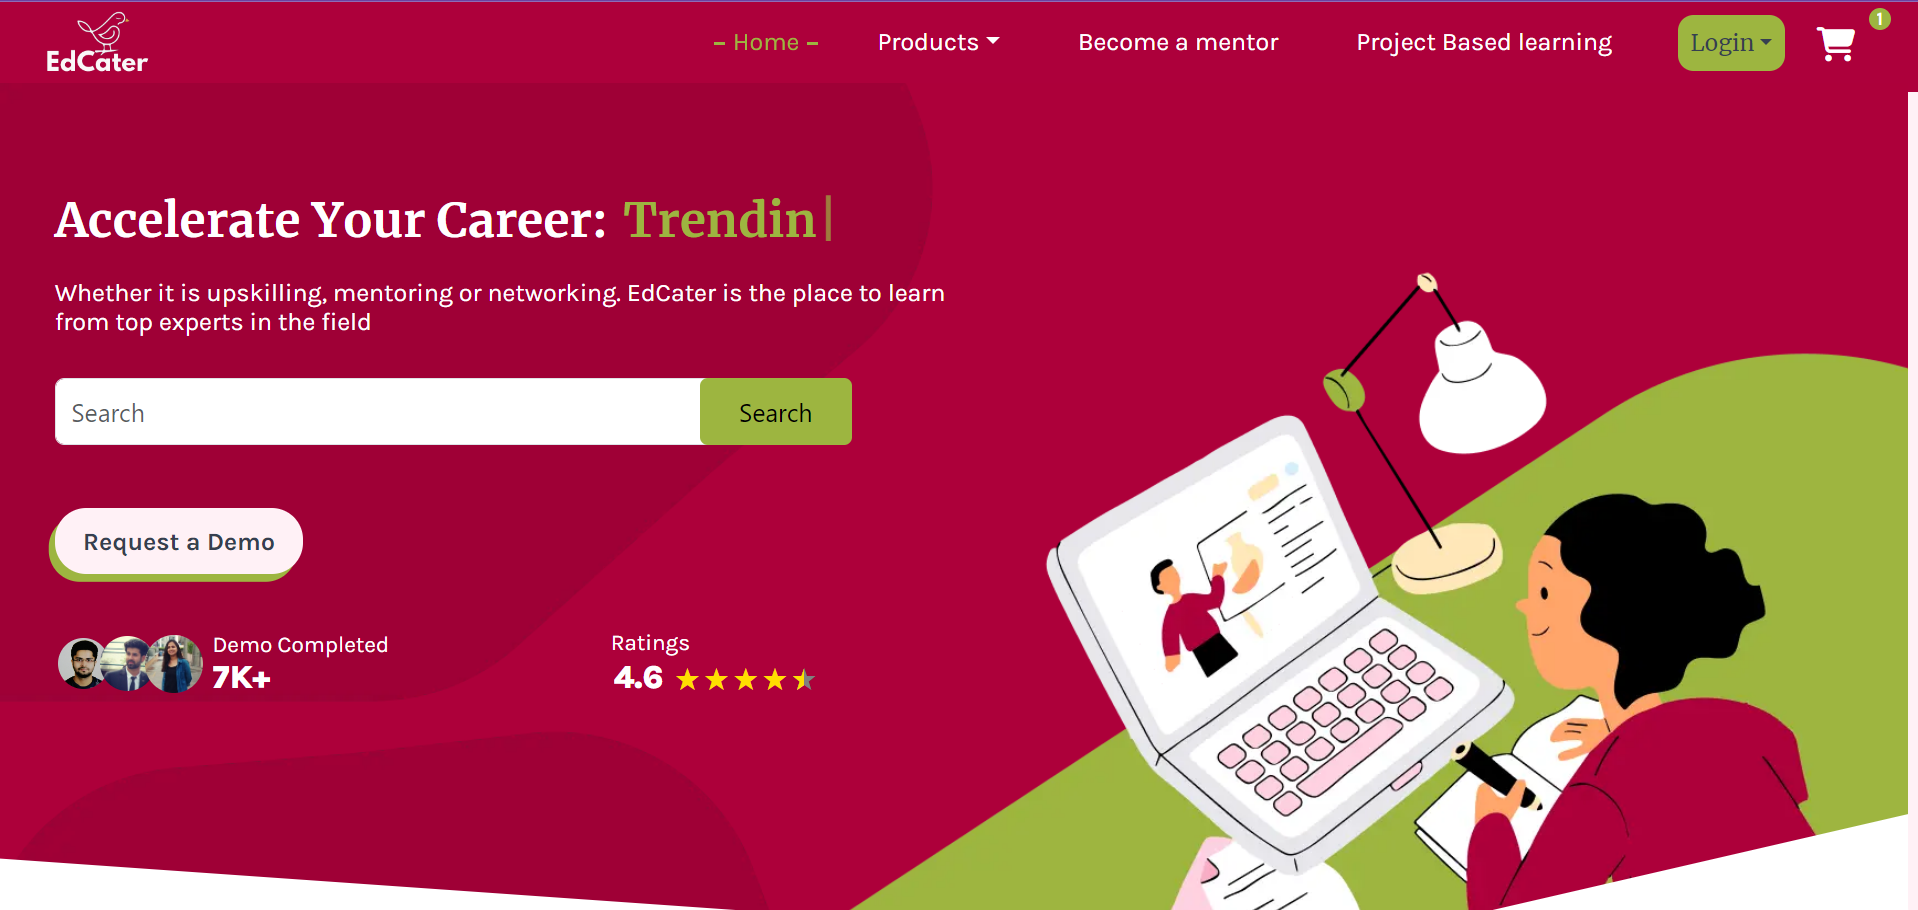 EdCater
– Home –
Products
Become a mentor
Project Based learning
Login
1
Accelerate Your Career: Trendin|
Whether it is upskilling, mentoring or networking. EdCater is the place to learn
from top experts in the field
Search
Search
Request a Demo
Demo Completed
7K+
Ratings
4.6